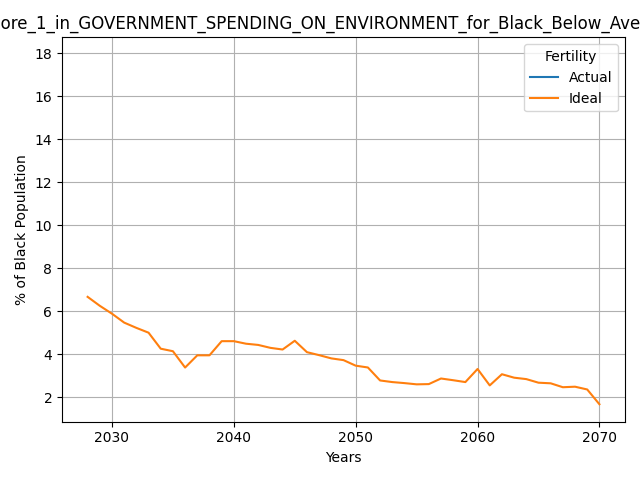 ore_1_in_GOVERNMENT_SPENDING_ON_ENVIRONMENT_for_Black_Below_Ave
Fertility
Actual
Ideal
18
16
14
12
10
8
6
4
2
% of Black Population
2030
2040
2050
2060
2070
Years